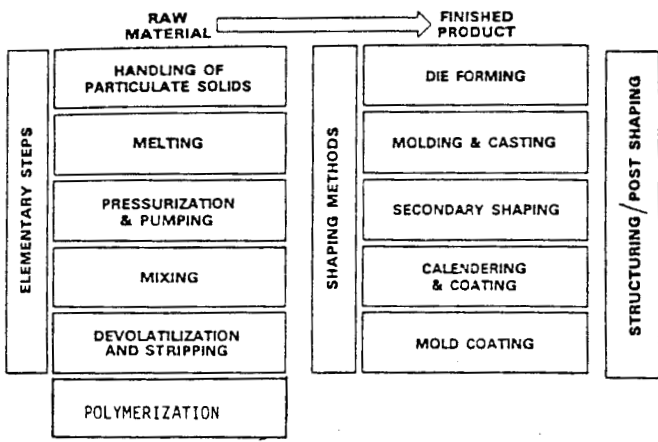 RAW
MATERIAL
FINISHED
PRODUCT
ELEMENTARY STEPS
HANDLING OF
PARTICULATE SOLIDS
MELTING
PRESSURIZATION
& PUMPING
MIXING
DEVOLATILIZATION
AND STRIPPING
POLYMERIZATION
SHAPING METHODS
DIE FORMING
MOLDING & CASTING
SECONDARY SHAPING
CALENDERING
& COATING
MOLD COATING
STRUCTURING/POST SHAPING